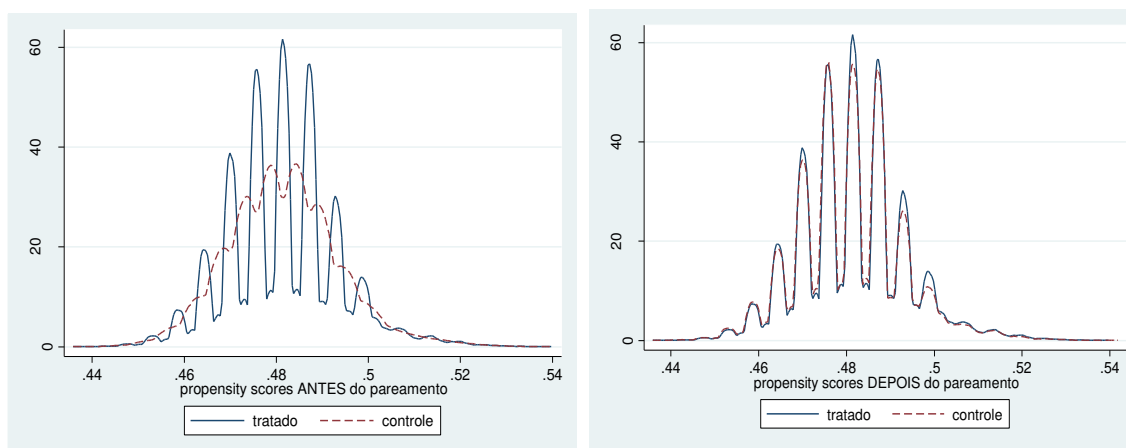 60
40
20
0
.44 .46 .48 .5 .52 .54
propensity scores ANTES do pareamento
tratado controle
60
40
20
0
.44 .46 .48 .5 .52 .54
propensity scores DEPOIS do pareamento
tratado controle